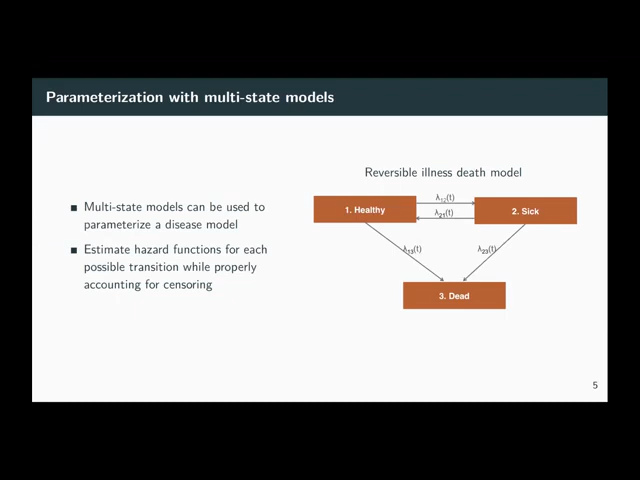 Parameterization with multi-state models
■ Multi-state models can be used to
parameterize a disease model
■ Estimate hazard functions for each
possible transition while properly
accounting for censoring
Reversible illness death model
1. Healthy
λ12(t)
λ21(t)
2. Sick
λ13(t)
λ23(t)
3. Dead
5